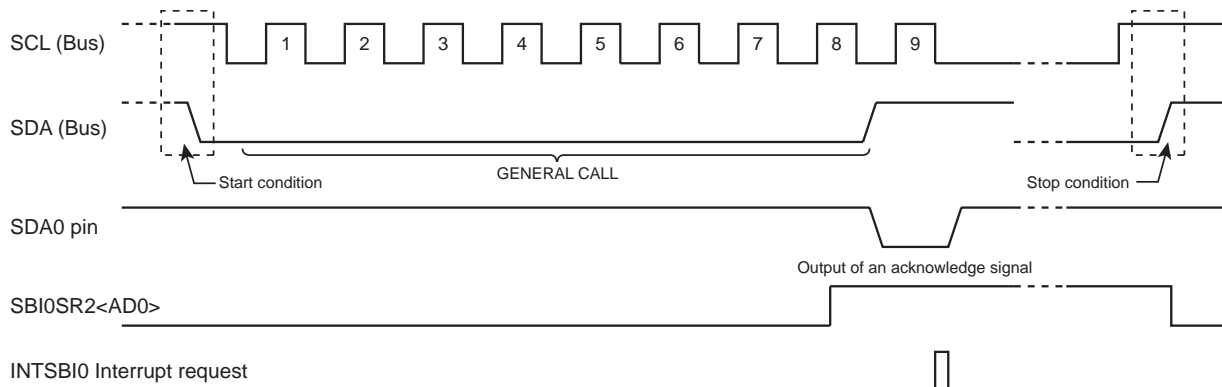 SCL (Bus)
1 2 3 4 5 6 7 8 9
SDA (Bus)
GENERAL CALL
Start condition
Stop condition
SDA0 pin
Output of an acknowledge signal
SBI0SR2<AD0>
INTSBI0 Interrupt request